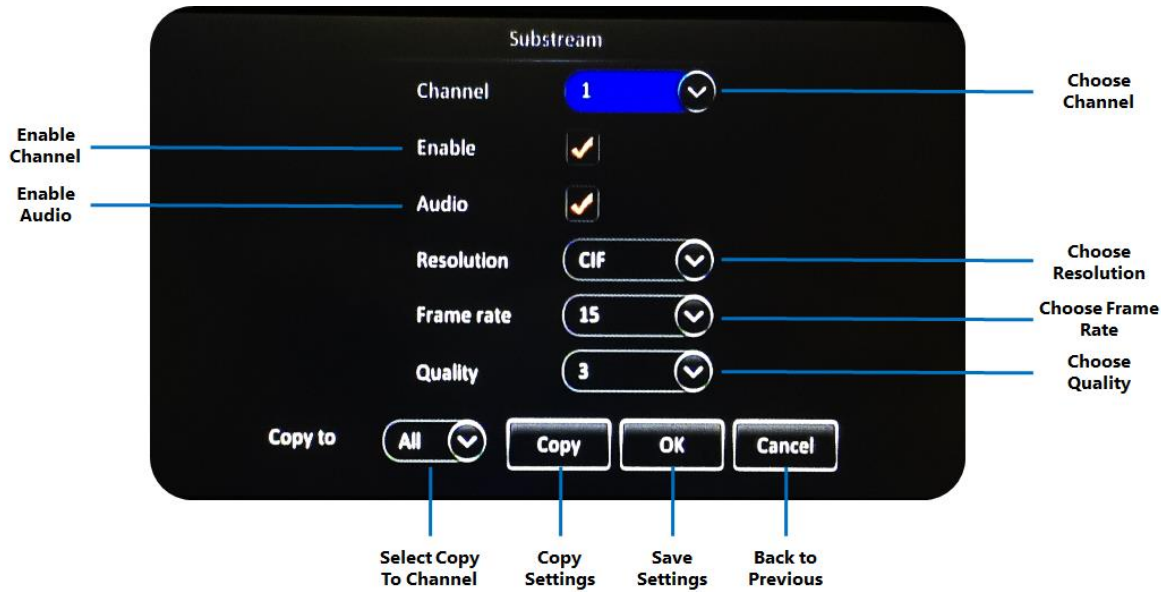 Substream
Channel
1
Choose
Channel
Enable
Channel
Enable
Enable
Audio
Audio
Resolution
CIF
Choose
Resolution
Frame rate
15
Choose Frame
Rate
Quality
3
Choose
Quality
Copy to
All
Copy
OK
Cancel
Select Copy
To Channel
Copy
Settings
Save
Settings
Back to
Previous